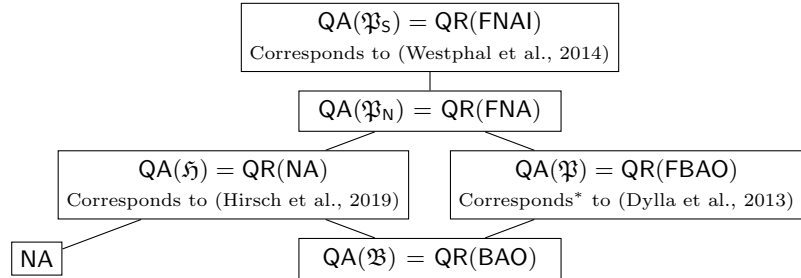 QA(𝔓_S) = QR(FNAI)
Corresponds to (Westphal et al., 2014)
QA(𝔓_N) = QR(FNA)
QA(ℌ) = QR(NA)
Corresponds to (Hirsch et al., 2019)
QA(𝔓) = QR(FBAO)
Corresponds* to (Dylla et al., 2013)
NA
QA(𝔅) = QR(BAO)